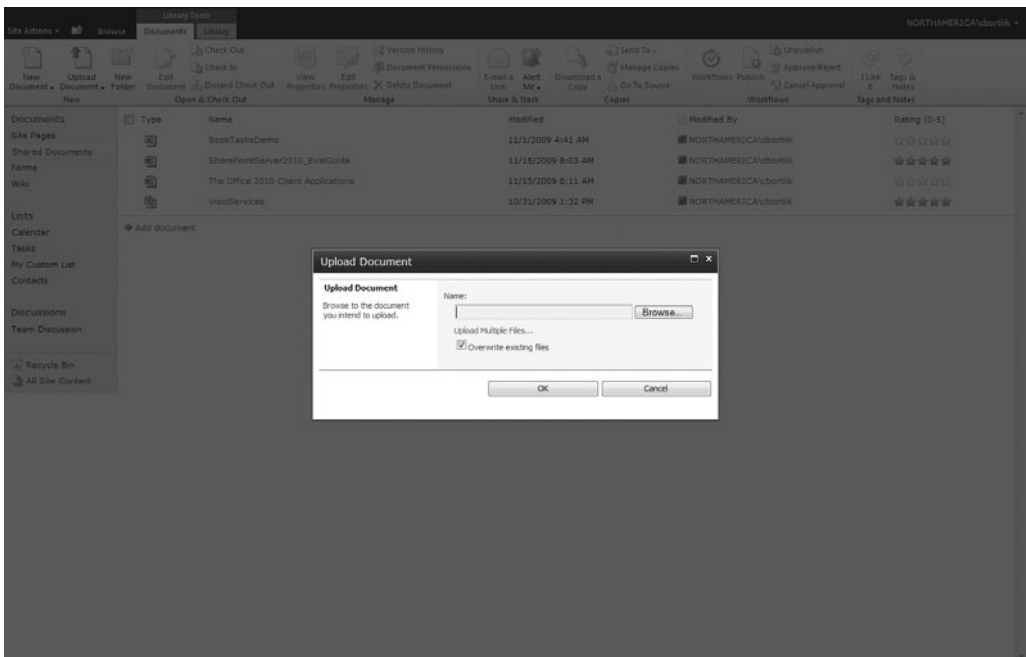 Library Tools
NORTHAMERICA\cbortlik
Site Actions Browse Documents Library
New Document
Upload Document
New Folder
New
Edit Document
Check Out
Check In
Discard Check Out
Open & Check Out
View Properties
Edit Properties
Version History
Document Permissions
Delete Document
Manage
E-mail a Link
Alert Me
Share & Track
Download a Copy
Send To
Manage Copies
Go To Source
Copies
Workflows
Publish
Unpublish
Approve/Reject
Cancel Approval
Workflows
I Like It
Tags & Notes
Tags and Notes
Documents
Site Pages
Shared Documents
Forms
Wiki
Lists
Calendar
Tasks
My Custom List
Contacts
Discussions
Team Discussion
Recycle Bin
All Site Content
Type Name Modified Modified By Rating (0-5)
11/1/2009 4:41 AM NORTHAMERICA\cbortlik
SharePointServer2010_EvalGuide 11/15/2009 8:03 AM NORTHAMERICA\cbortlik
The Office 2010 Client Applications 11/15/2009 8:11 AM NORTHAMERICA\cbortlik
VisioServices 10/31/2009 1:32 PM NORTHAMERICA\cbortlik
Add document
Upload Document
Upload Document
Browse to the document
you intend to upload.
Name:
Browse...
Upload Multiple Files...
Overwrite existing files
OK Cancel